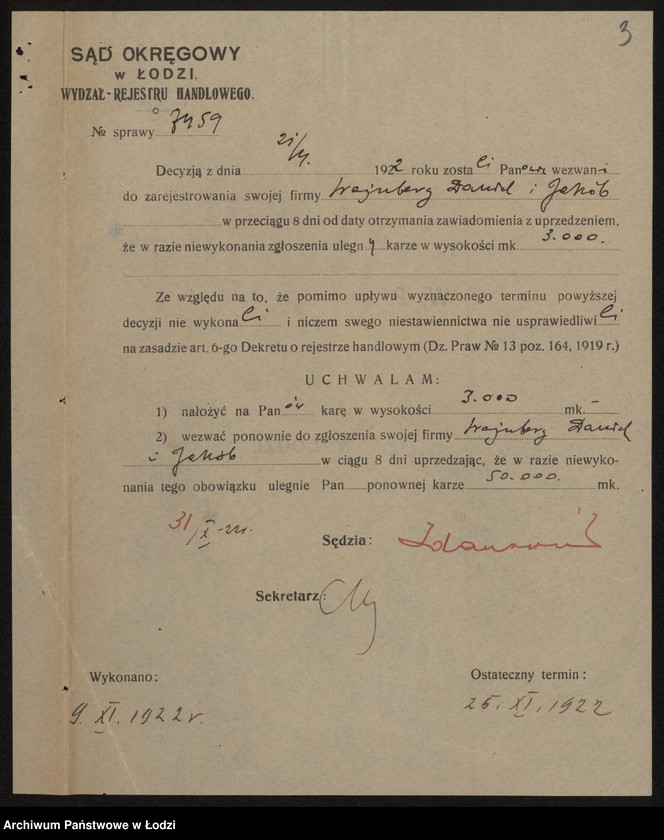 3
SĄD OKRĘGOWY
w ŁODZI.
WYDZAŁ-REJESTRU HANDLOWEGO.
№ sprawy 7459
Decyzją z dnia 21/ 1922 roku zostali Panowie wezwani
do zarejestrowania swojej firmy Wajnberg Daniel i Jakób
w przeciągu 8 dni od daty otrzymania zawiadomienia z uprzedzeniem,
że w razie niewykonania zgłoszenia ulegną karze w wysokości mk. 3.000.
Ze względu na to, że pomimo upływu wyznaczonego terminu powyższej
decyzji nie wykonali i niczem swego niestawiennictwa nie usprawiedliwili
na zasadzie art. 6-go Dekretu o rejestrze handlowym (Dz. Praw № 13 poz. 164, 1919 r.)
UCHWALAM:
1) nałożyć na Panów karę w wysokości 3.000 mk.
2) wezwać ponownie do zgłoszenia swojej firmy Wajnberg Daniel
i Jakób w ciągu 8 dni uprzedzając, że w razie niewyko-
nania tego obowiązku ulegnie Pan ponownej karze 50.000. mk.
31/X-22r.
Sędzia:
Sekretarz:
Wykonano: Ostateczny termin:
9. XI. 1922 r. 25. XI. 1922
Archiwum Państwowe w Łodzi